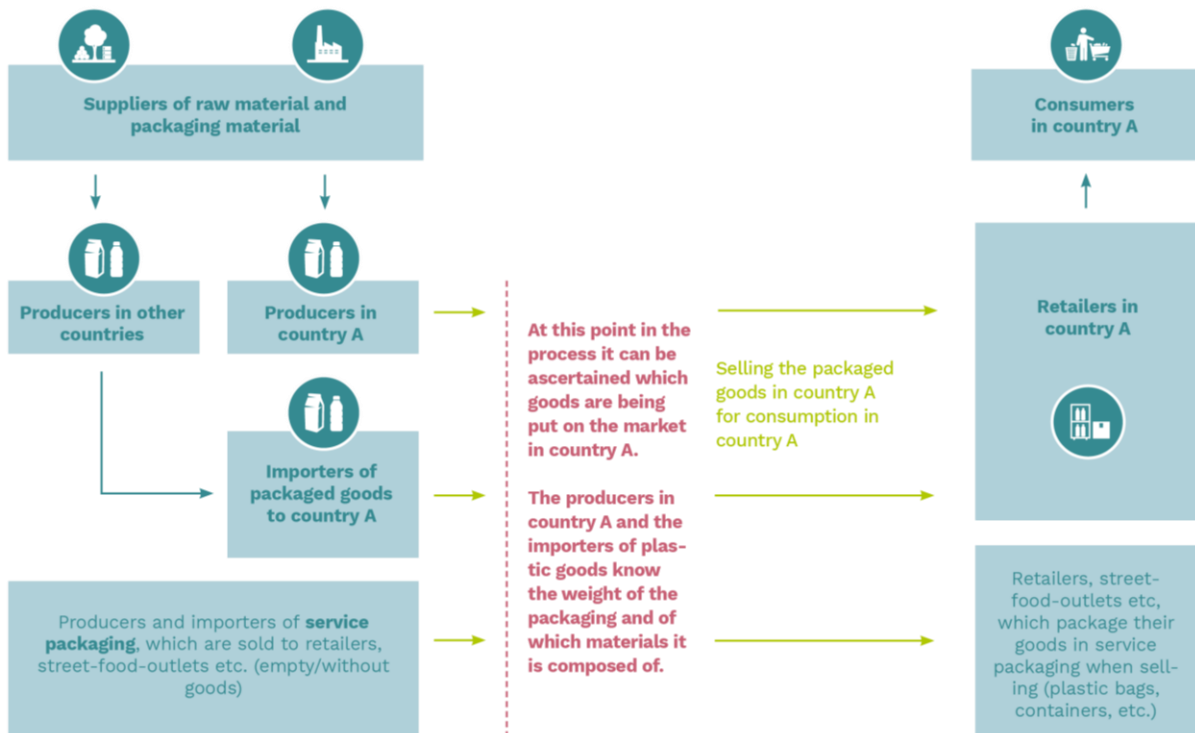 Suppliers of raw material and
packaging material
Consumers
in country A
Producers in other
countries
Producers in
country A
Retailers in
country A
Importers of
packaged goods
to country A
At this point in the
process it can be
ascertained which
goods are being
put on the market
in country A.
The producers in
country A and the
importers of plas-
tic goods know
the weight of the
packaging and of
which materials it
is composed of.
Selling the packaged
goods in country A
for consumption in
country A
Producers and importers of service
packaging, which are sold to retailers,
street-food-outlets etc. (empty/without
goods)
Retailers, street-
food-outlets etc,
which package their
goods in service
packaging when sel-
ling (plastic bags,
containers, etc.)